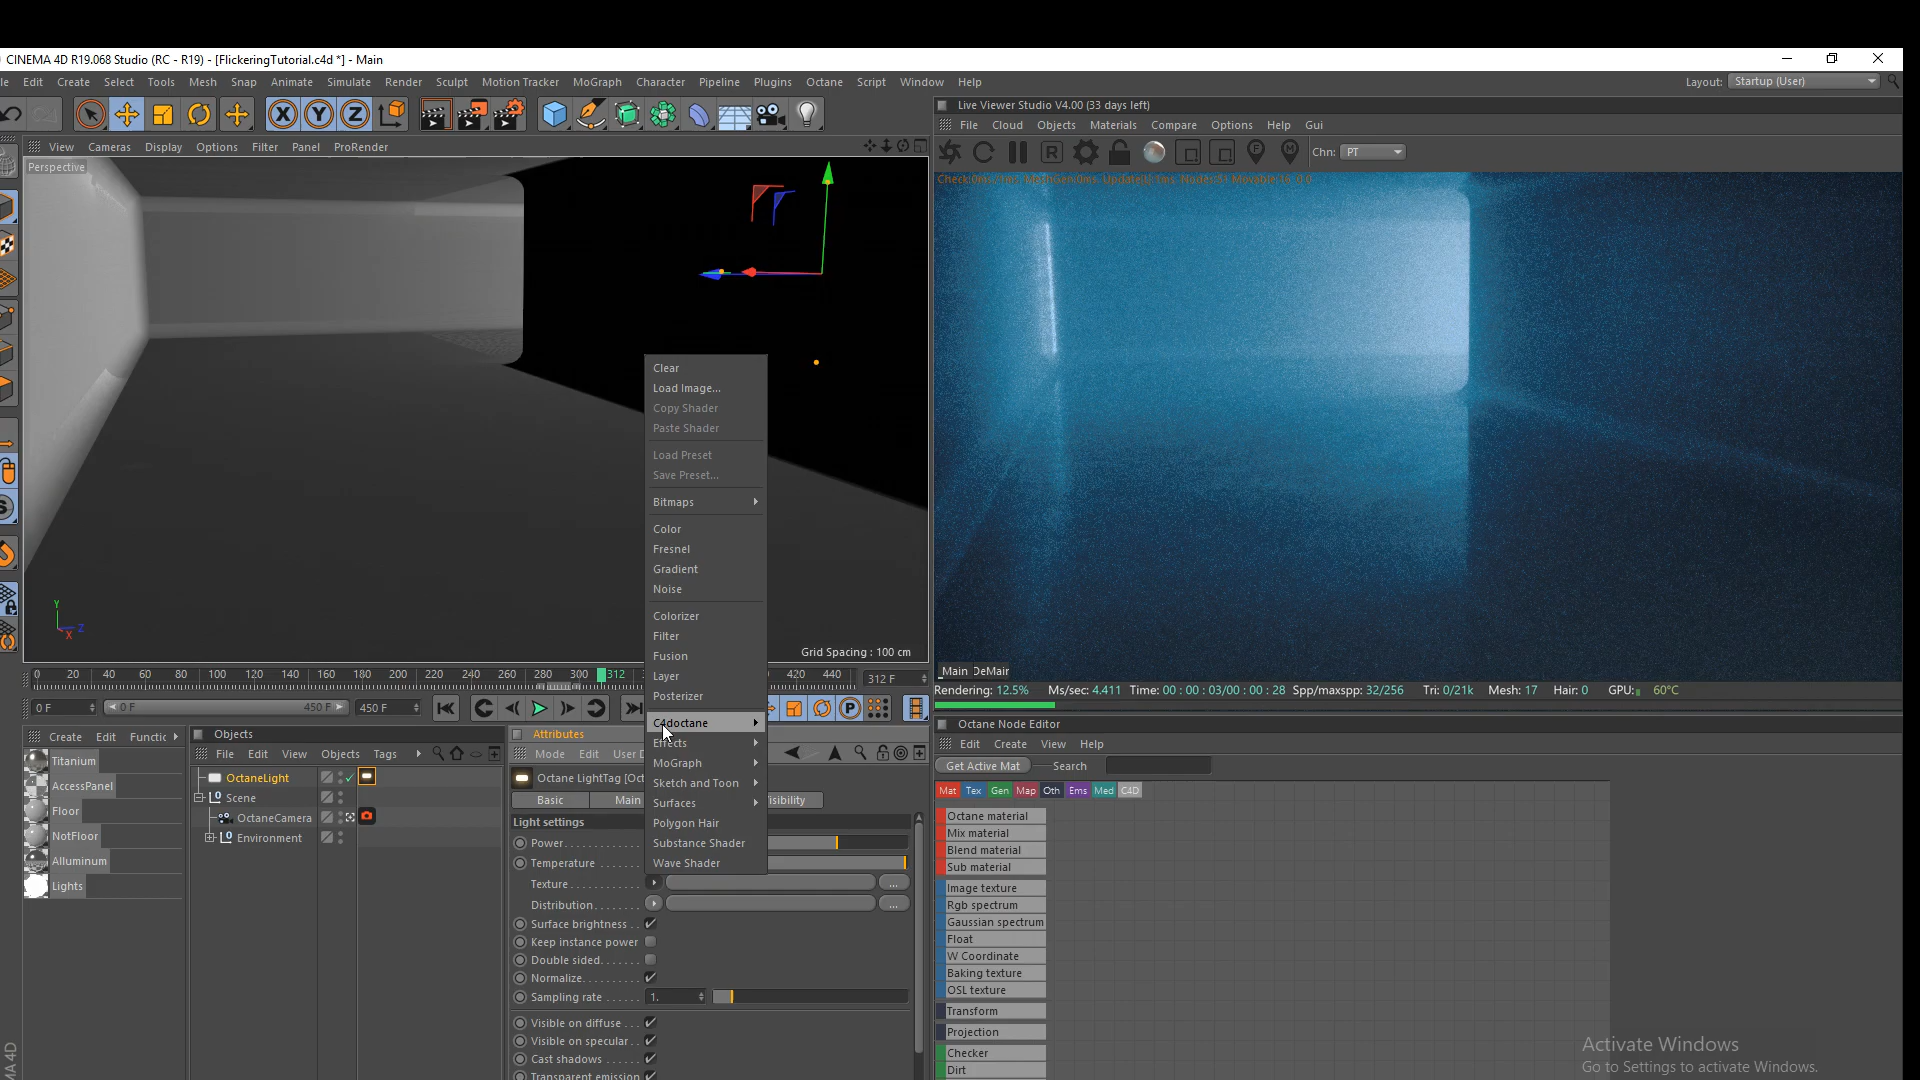 CINEMA 4D R19.068 Studio (RC - R19) - [FlickeringTutorial.c4d *] - Main
Edit Create Select Tools Mesh Snap Animate Simulate Render Sculpt Motion Tracker MoGraph Character Pipeline Plugins Octane Script Window Help
Layout: Startup (User)
Live Viewer Studio V4.00 (33 days left)
File Cloud Objects Materials Compare Options Help Gui
View Cameras Display Options Filter Panel ProRender
Chn: PT
Perspective
Clear
Load Image...
Copy Shader
Paste Shader
Load Preset
Save Preset...
Bitmaps
Color
Fresnel
Gradient
Noise
Colorizer
Filter
Fusion
Layer
Posterizer
C4doctane
Effects
MoGraph
Sketch and Toon
Surfaces
Polygon Hair
Substance Shader
Wave Shader
Y
X Z
Grid Spacing : 100 cm
0 20 40 60 80 100 120 140 160 180 200 220 240 260 280 300 312 420 440 312 F
0 F 0 F 450 F 450 F
Main
Rendering: 12.5% Ms/sec: 4.411 Time: 00 : 00 : 03/00 : 00 : 28 Spp/maxspp: 32/256 Tri: 0/21k Mesh: 17 Hair: 0 GPU: 60°C
Create Edit Functic
Titanium
AccessPanel
Floor
NotFloor
Alluminum
Lights
Objects
File Edit View Objects Tags
OctaneLight
Scene
OctaneCamera
Environment
Attributes
Mode Edit User
Octane LightTag [Oct
Basic Main
Light settings
Power
Temperature
Texture
...
Distribution
...
Surface brightness
Keep instance power
Double sided
Normalize
Sampling rate 1.
Visible on diffuse
Visible on specular
Cast shadows
Transparent emission
Octane Node Editor
Edit Create View Help
Get Active Mat Search
Mat Tex Gen Map Oth Ems Med C4D
Octane material
Mix material
Blend material
Sub material
Image texture
Rgb spectrum
Gaussian spectrum
Float
W Coordinate
Baking texture
OSL texture
Transform
Projection
Checker
Dirt
Activate Windows
Go to Settings to activate Windows.